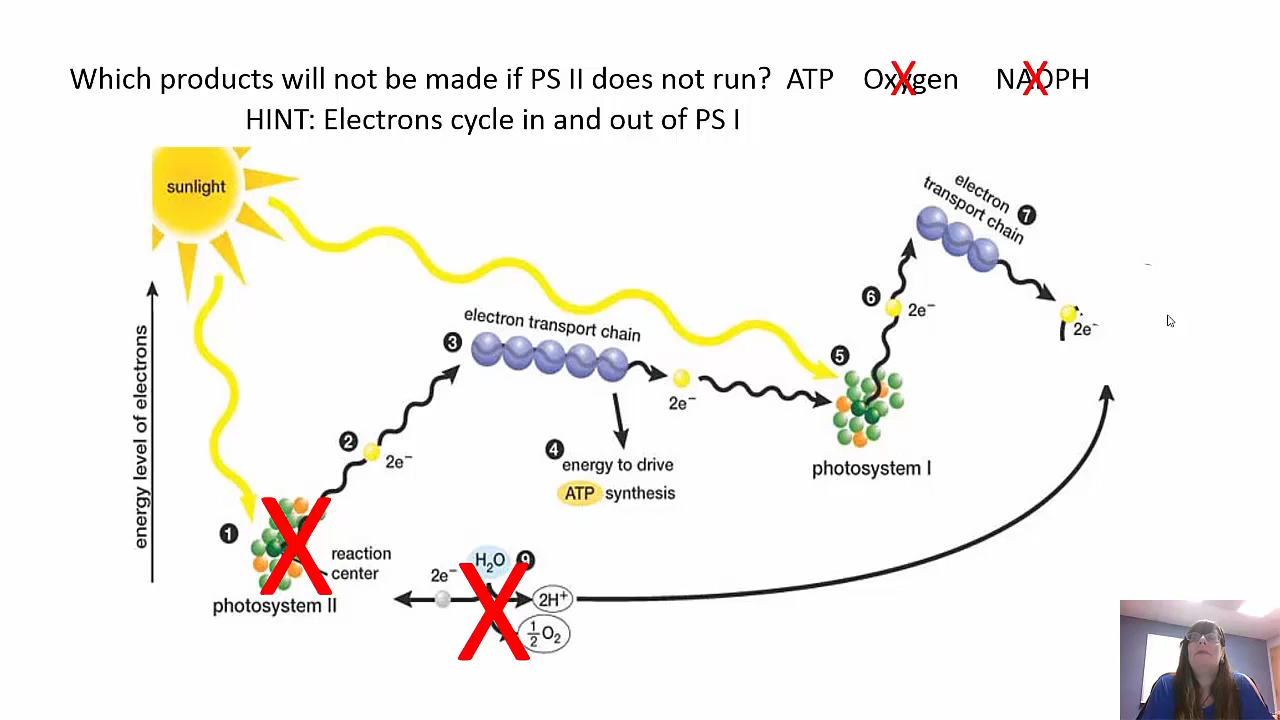 Which products will not be made if PS II does not run? ATP Oxygen NADPH
HINT: Electrons cycle in and out of PS I
sunlight
energy level of electrons
electron
transport chain
7
6
2e⁻
2e⁻
electron transport chain
3
5
2e⁻
2
2e⁻
4
energy to drive
ATP synthesis
photosystem I
1
reaction
center
photosystem II
H₂O 9
2e⁻
2H⁺
½O₂